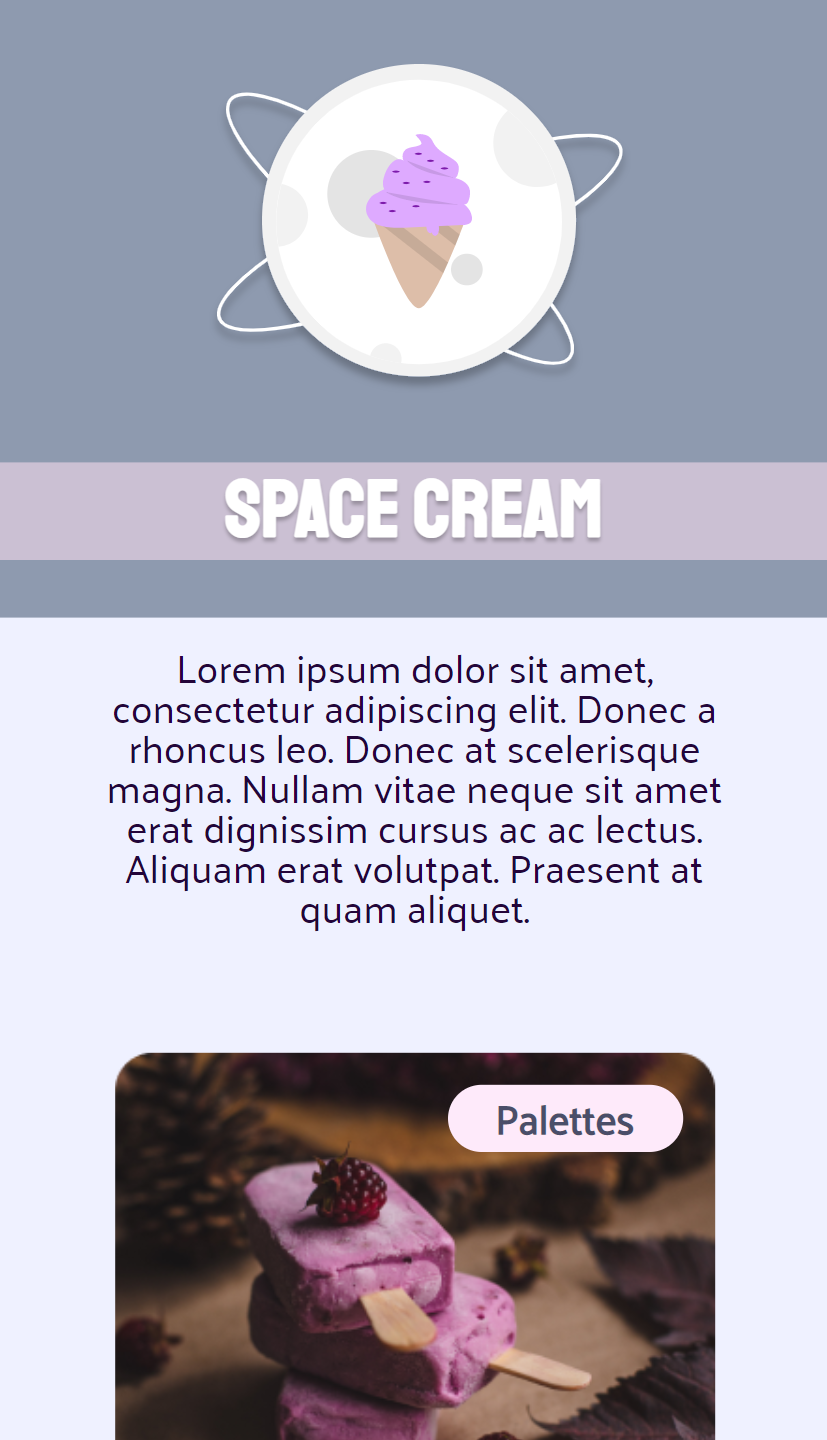 SPACE CREAM
Lorem ipsum dolor sit amet,
consectetur adipiscing elit. Donec a
rhoncus leo. Donec at scelerisque
magna. Nullam vitae neque sit amet
erat dignissim cursus ac ac lectus.
Aliquam erat volutpat. Praesent at
quam aliquet.
Palettes